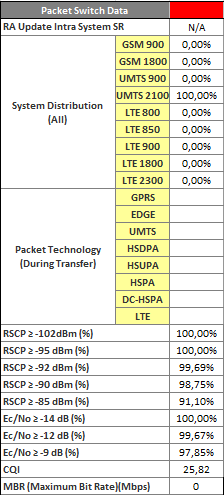 Packet Switch Data
RA Update Intra System SR N/A
System Distribution
(All)
GSM 900 0,00%
GSM 1800 0,00%
UMTS 900 0,00%
UMTS 2100 100,00%
LTE 800 0,00%
LTE 850 0,00%
LTE 900 0,00%
LTE 1800 0,00%
LTE 2300 0,00%
Packet Technology
(During Transfer)
GPRS
EDGE
UMTS
HSDPA
HSUPA
HSPA
DC-HSPA
LTE
RSCP ≥ -102dBm (%) 100,00%
RSCP ≥ -95 dBm (%) 100,00%
RSCP ≥ -92 dBm (%) 99,69%
RSCP ≥ -90 dBm (%) 98,75%
RSCP ≥ -85 dBm (%) 91,10%
Ec/No ≥ -14 dB (%) 100,00%
Ec/No ≥ -12 dB (%) 99,67%
Ec/No ≥ -9 dB (%) 97,85%
CQI 25,82
MBR (Maximum Bit Rate)(Mbps) 0